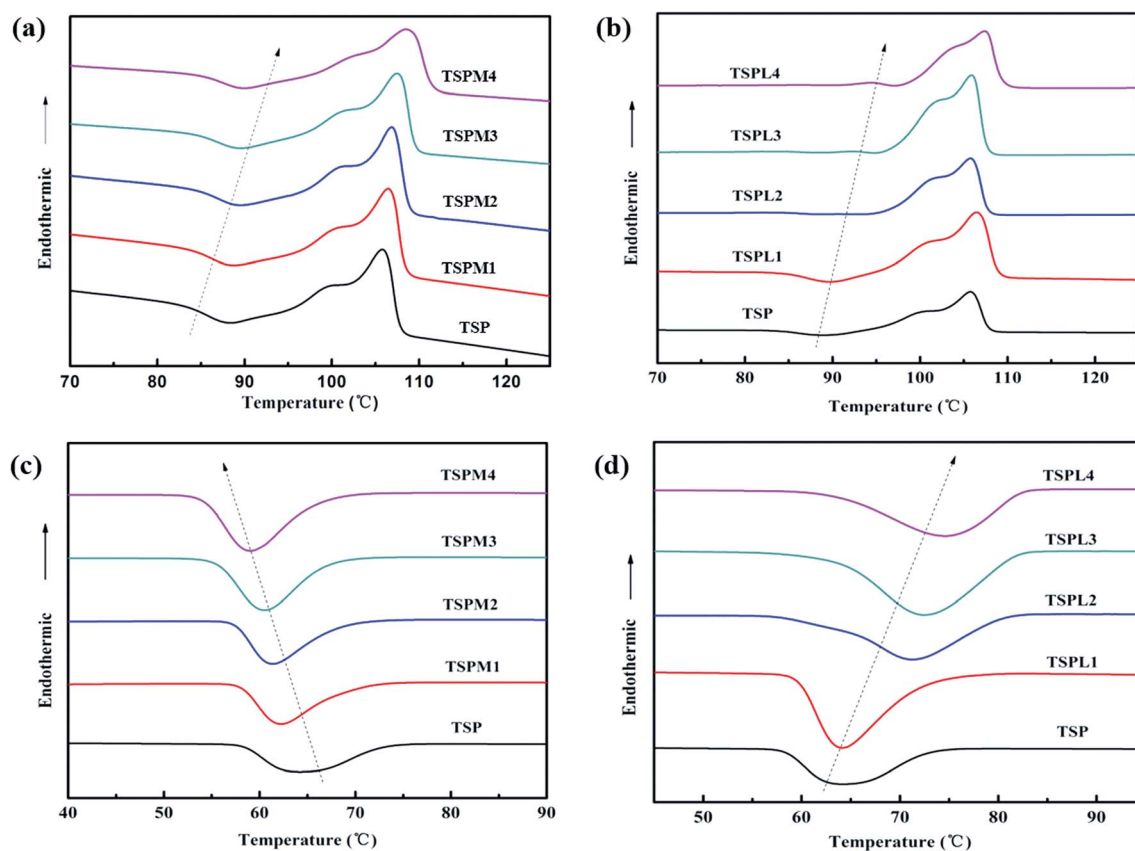 (a)
TSPM4
TSPM3
TSPM2
TSPM1
TSP
Endothermic
70 80 90 100 110 120
Temperature (℃)
(b)
TSPL4
TSPL3
TSPL2
TSPL1
TSP
Endothermic
70 80 90 100 110 120
Temperature (℃)
(c)
TSPM4
TSPM3
TSPM2
TSPM1
TSP
Endothermic
40 50 60 70 80 90
Temperature (℃)
(d)
TSPL4
TSPL3
TSPL2
TSPL1
TSP
Endothermic
50 60 70 80 90
Temperature (℃)